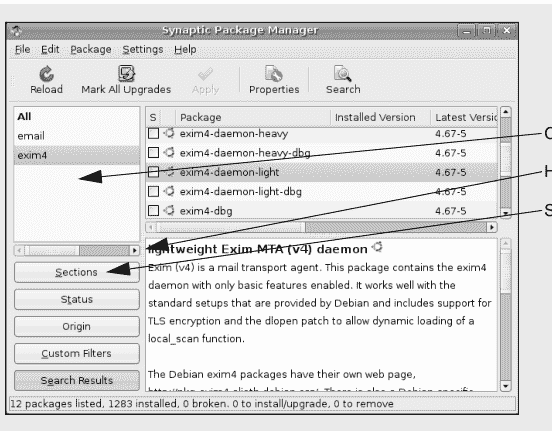 Synaptic Package Manager
File Edit Package Settings Help
Reload Mark All Upgrades Apply Properties Search
All
email
exim4
S Package Installed Version Latest Versic
exim4-daemon-heavy 4.67-5
exim4-daemon-heavy-dbg 4.67-5
exim4-daemon-light 4.67-5
exim4-daemon-light-dbg 4.67-5
exim4-dbg 4.67-5
C
H
S
Sections
Status
Origin
Custom Filters
Search Results
lightweight Exim MTA (v4) daemon
Exim (v4) is a mail transport agent. This package contains the exim4
daemon with only basic features enabled. It works well with the
standard setups that are provided by Debian and includes support for
TLS encryption and the dlopen patch to allow dynamic loading of a
local_scan function.
The Debian exim4 packages have their own web page,
12 packages listed, 1283 installed, 0 broken. 0 to install/upgrade, 0 to remove